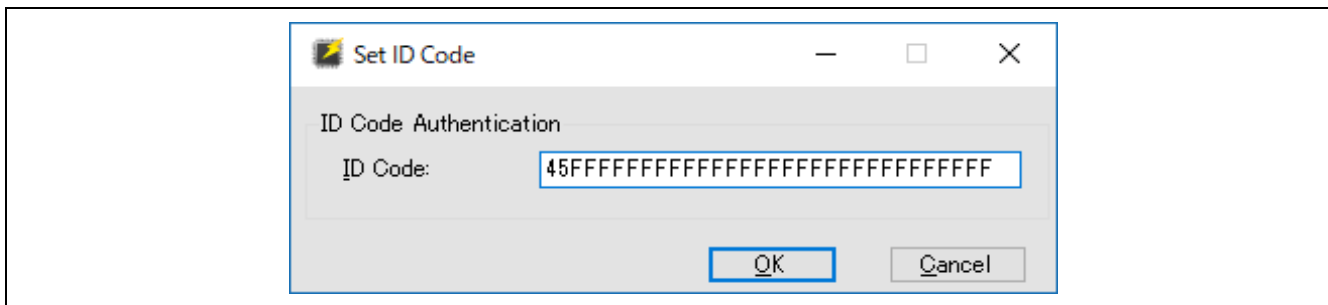 Set ID Code
ID Code Authentication
ID Code:
45FFFFFFFFFFFFFFFFFFFFFFFFFFFFFF
OK
Cancel